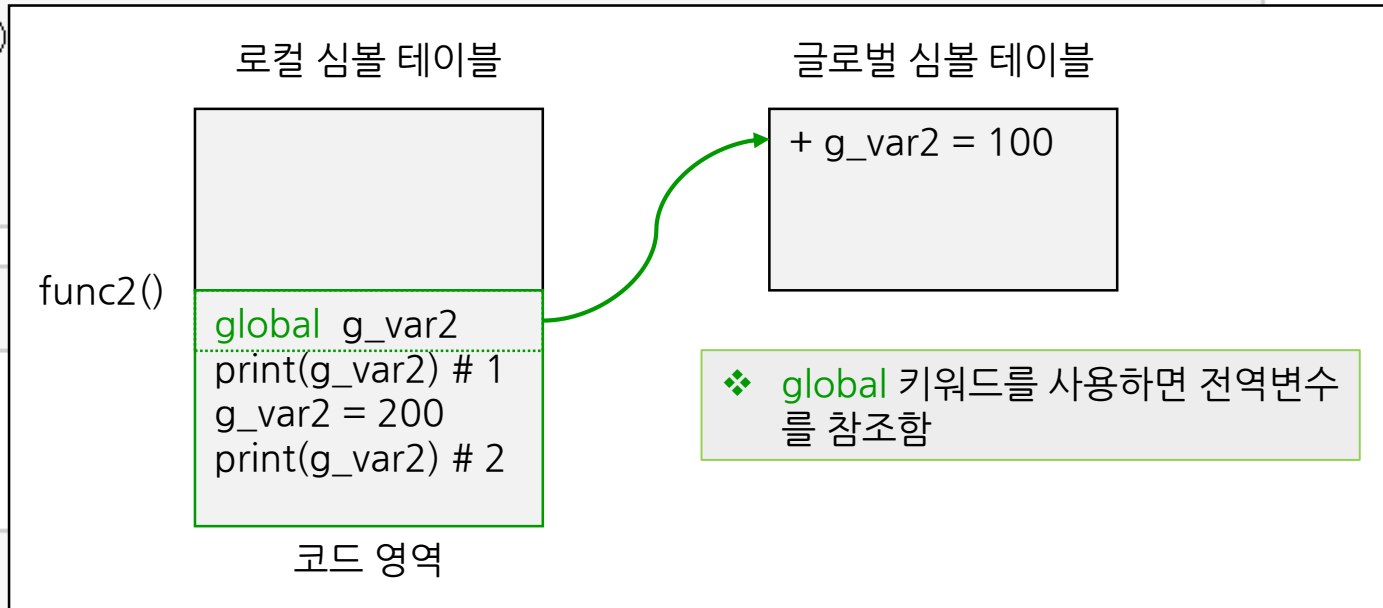 로컬 심볼 테이블
글로벌 심볼 테이블
+ g_var2 = 100
func2()
global g_var2
print(g_var2) # 1
g_var2 = 200
print(g_var2) # 2
❖ global 키워드를 사용하면 전역변수
를 참조함
코드 영역